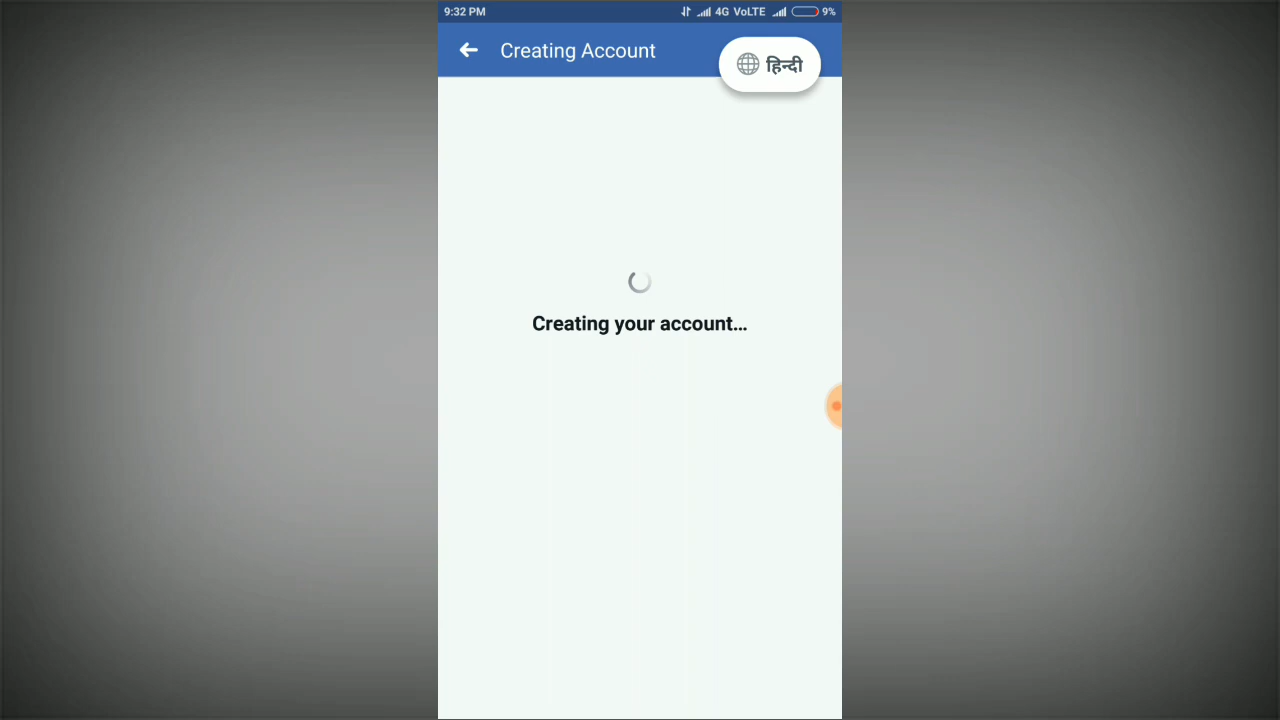 9:32 PM 4G VoLTE 9%
Creating Account
हिन्दी
Creating your account...